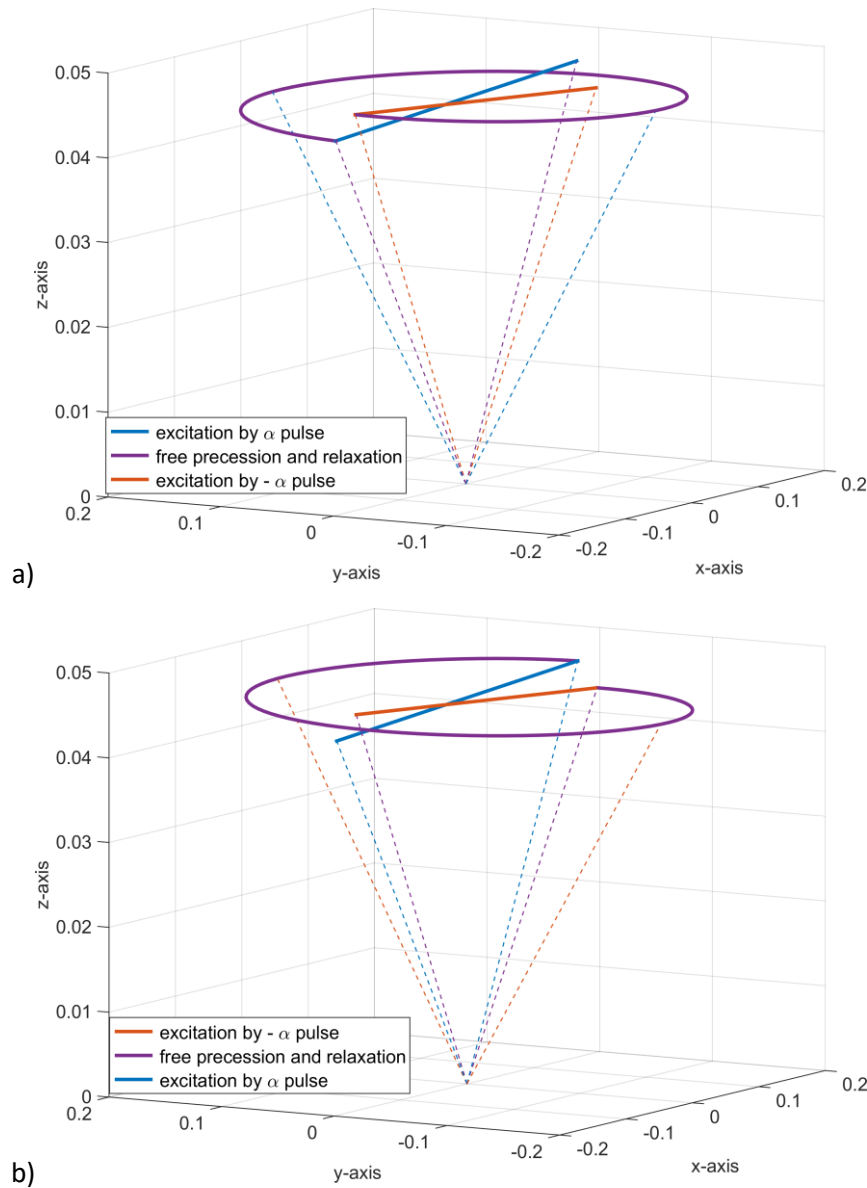 0.05
0.04
0.03
0.02
0.01
0
z-axis
excitation by α pulse
free precession and relaxation
excitation by - α pulse
0.2
0.1
0
-0.1
-0.2
y-axis
-0.2
-0.1
0
0.1
0.2
x-axis
a)
0.05
0.04
0.03
0.02
0.01
0
z-axis
excitation by - α pulse
free precession and relaxation
excitation by α pulse
0.2
0.1
0
-0.1
-0.2
y-axis
-0.2
-0.1
0
0.1
0.2
x-axis
b)